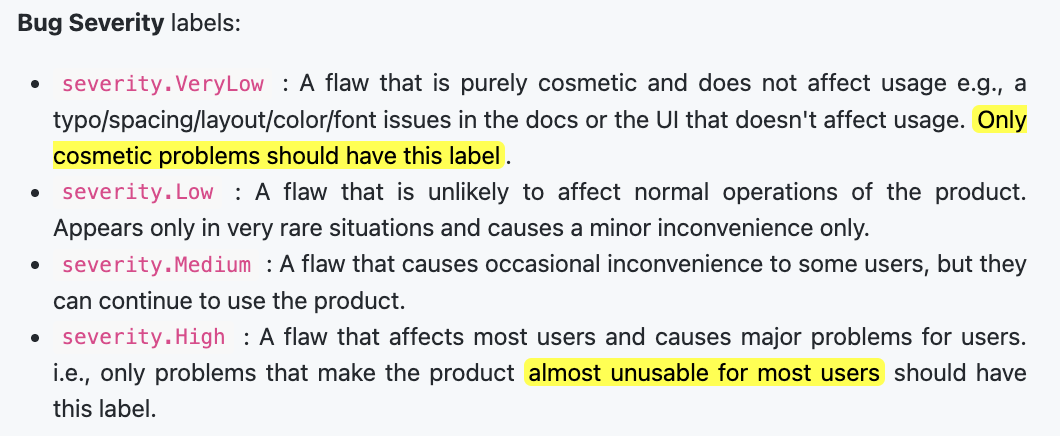 Bug Severity labels:
• severity.VeryLow : A flaw that is purely cosmetic and does not affect usage e.g., a
typo/spacing/layout/color/font issues in the docs or the UI that doesn't affect usage. Only
cosmetic problems should have this label.
• severity.Low : A flaw that is unlikely to affect normal operations of the product.
Appears only in very rare situations and causes a minor inconvenience only.
• severity.Medium : A flaw that causes occasional inconvenience to some users, but they
can continue to use the product.
• severity.High : A flaw that affects most users and causes major problems for users.
i.e., only problems that make the product almost unusable for most users should have
this label.